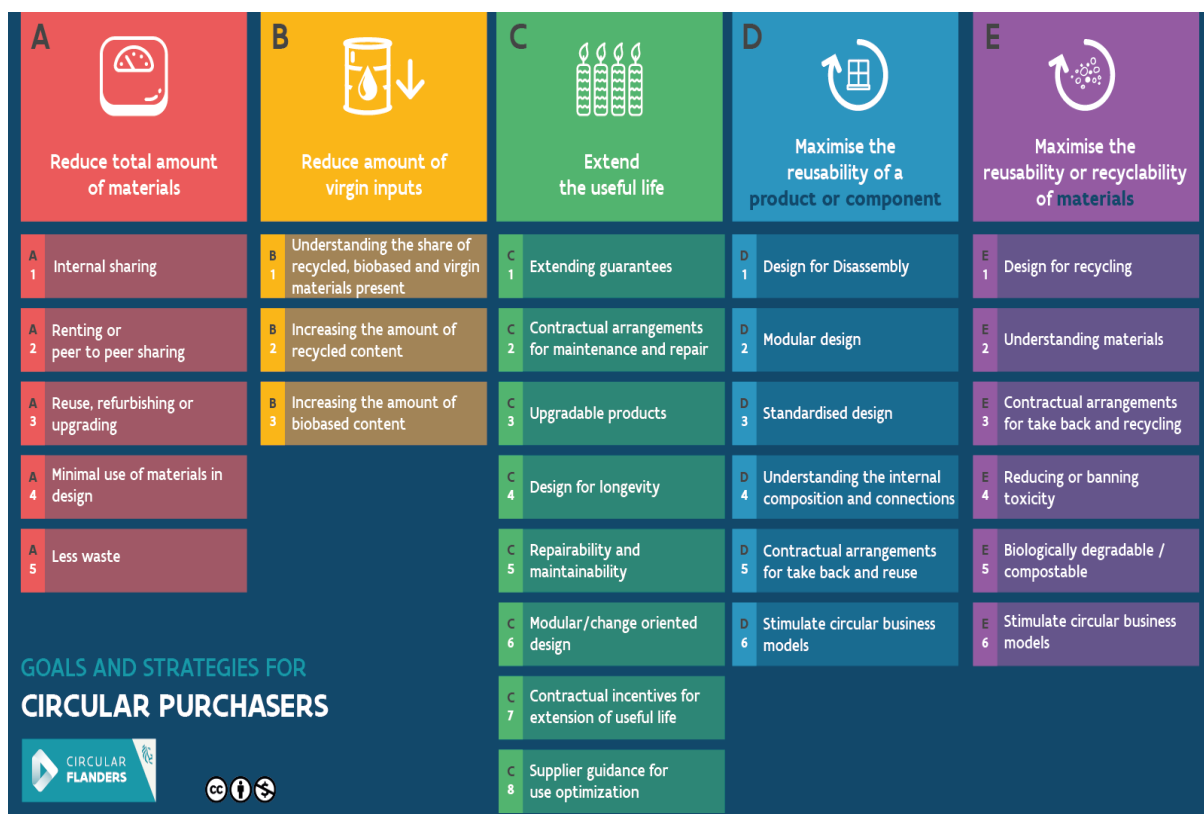 A
Reduce total amount
of materials
A
1
Internal sharing
A
2
Renting or
peer to peer sharing
A
3
Reuse, refurbishing or
upgrading
A
4
Minimal use of materials in
design
A
5
Less waste
B
Reduce amount of
virgin inputs
B
1
Understanding the share of
recycled, biobased and virgin
materials present
B
2
Increasing the amount of
recycled content
B
3
Increasing the amount of
biobased content
C
Extend
the useful life
C
1
Extending guarantees
C
2
Contractual arrangements
for maintenance and repair
C
3
Upgradable products
C
4
Design for longevity
C
5
Repairability and
maintainability
C
6
Modular/change oriented
design
C
7
Contractual incentives for
extension of useful life
C
8
Supplier guidance for
use optimization
D
Maximise the
reusability of a
product or component
D
1
Design for Disassembly
D
2
Modular design
D
3
Standardised design
D
4
Understanding the internal
composition and connections
D
5
Contractual arrangements
for take back and reuse
D
6
Stimulate circular business
models
E
Maximise the
reusability or recyclability
of materials
E
1
Design for recycling
E
2
Understanding materials
E
3
Contractual arrangements
for take back and recycling
E
4
Reducing or banning
toxicity
E
5
Biologically degradable /
compostable
E
6
Stimulate circular business
models
GOALS AND STRATEGIES FOR
CIRCULAR PURCHASERS
CIRCULAR
FLANDERS
cc